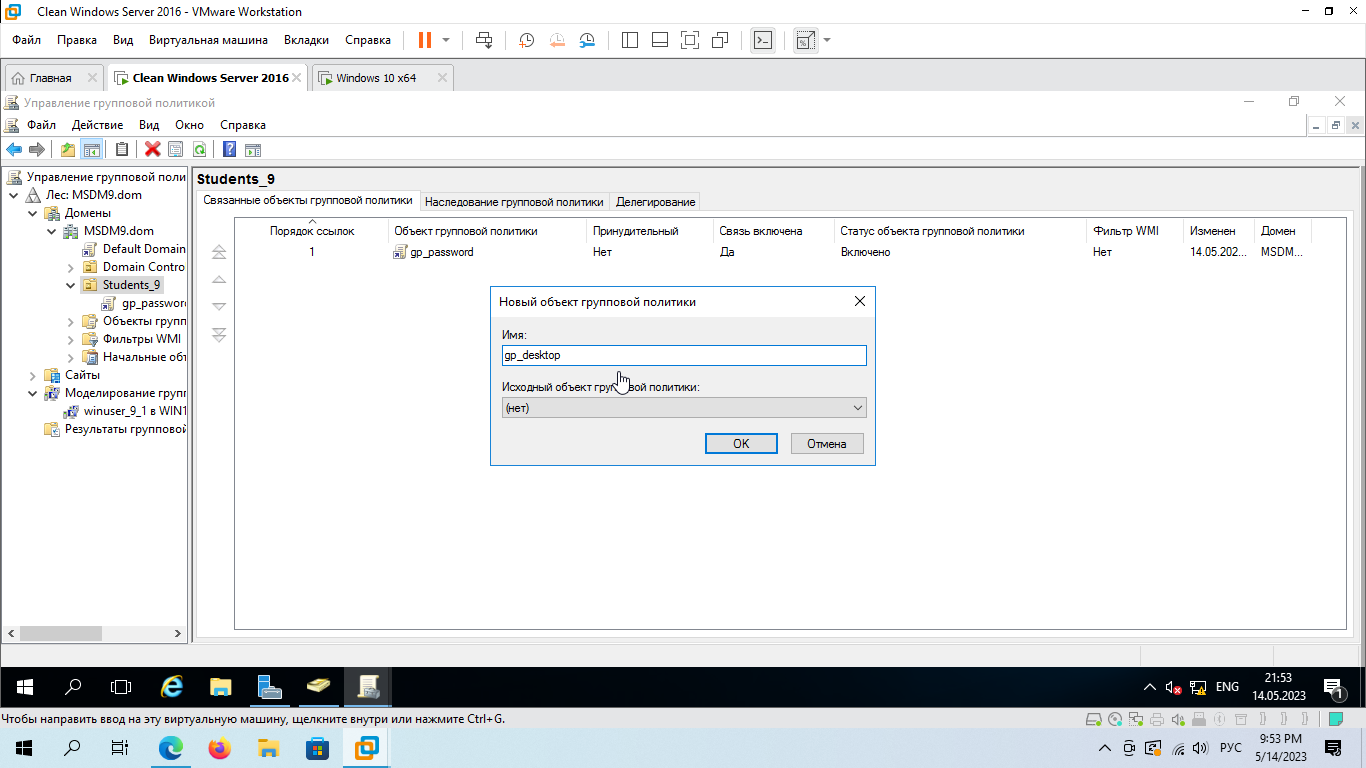 Clean Windows Server 2016 - VMware Workstation
Файл Правка Вид Виртуальная машина Вкладки Справка
Главная Clean Windows Server 2016 Windows 10 x64
Управление групповой политикой
Файл Действие Вид Окно Справка
Управление групповой поли
Лес: MSDM9.dom
Домены
MSDM9.dom
Default Domain
Domain Contro
Students_9
gp_passwor
Объекты групп
Фильтры WMI
Начальные об
Сайты
Моделирование групп
winuser_9_1 в WIN1
Результаты групповой
Students_9
Связанные объекты групповой политики Наследование групповой политики Делегирование
Порядок ссылок Объект групповой политики Принудительный Связь включена Статус объекта групповой политики Фильтр WMI Изменен Домен
1 gp_password Нет Да Включено Нет 14.05.202... MSDM...
Новый объект групповой политики
Имя:
gp_desktop
Исходный объект групповой политики:
(нет)
OK Отмена
ENG
21:53
14.05.2023
1
Чтобы направить ввод на эту виртуальную машину, щелкните внутри или нажмите Ctrl+G.
РУС
9:53 PM
5/14/2023